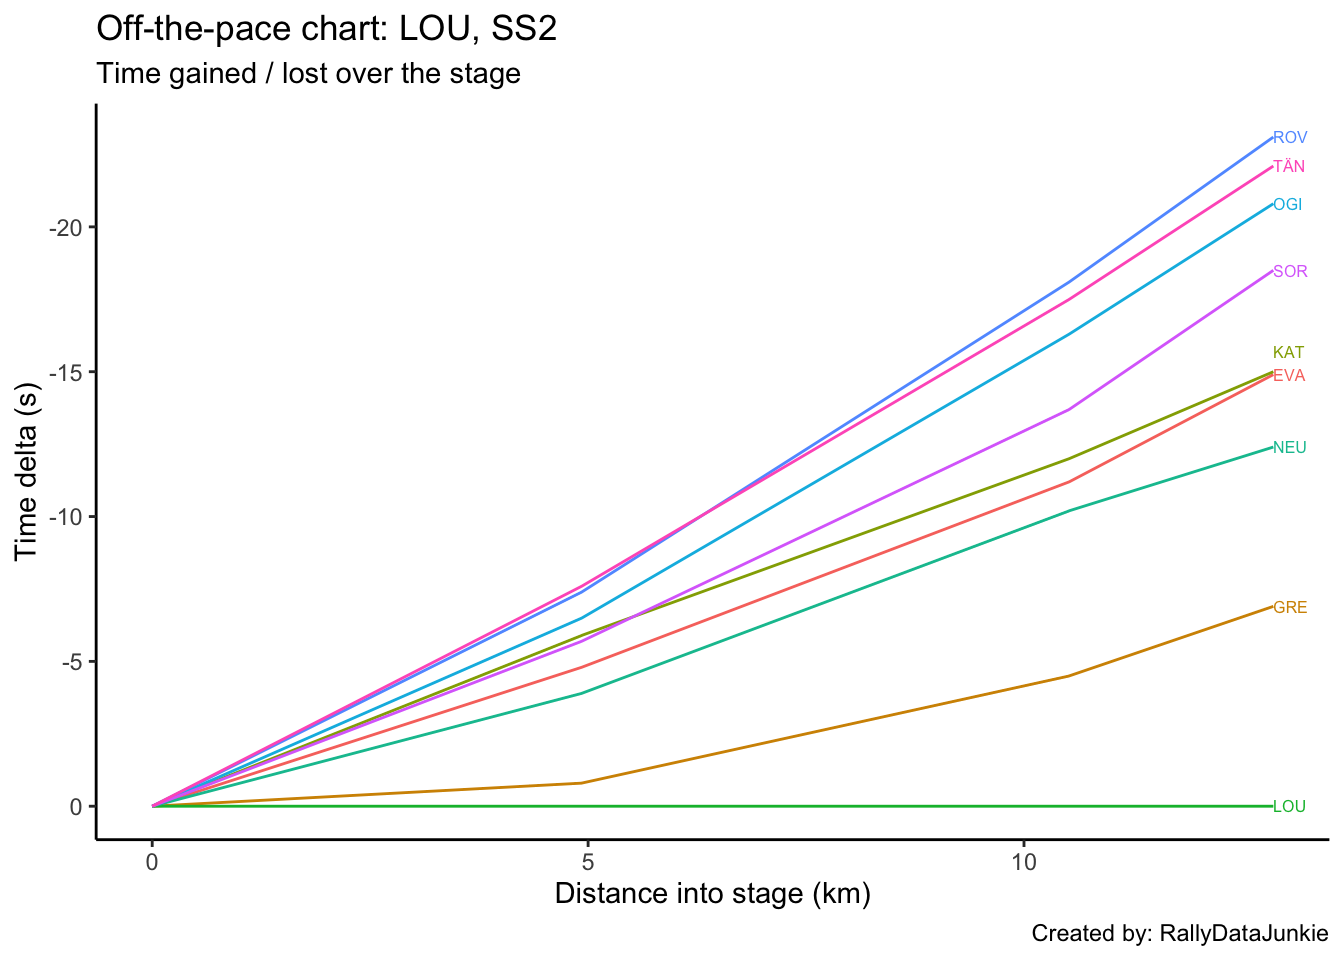 Off-the-pace chart: LOU, SS2
Time gained / lost over the stage
ROV
TÄN
OGI
SOR
KAT
EVA
NEU
GRE
LOU
-20
-15
-10
-5
0
Time delta (s)
0 5 10
Distance into stage (km)
Created by: RallyDataJunkie